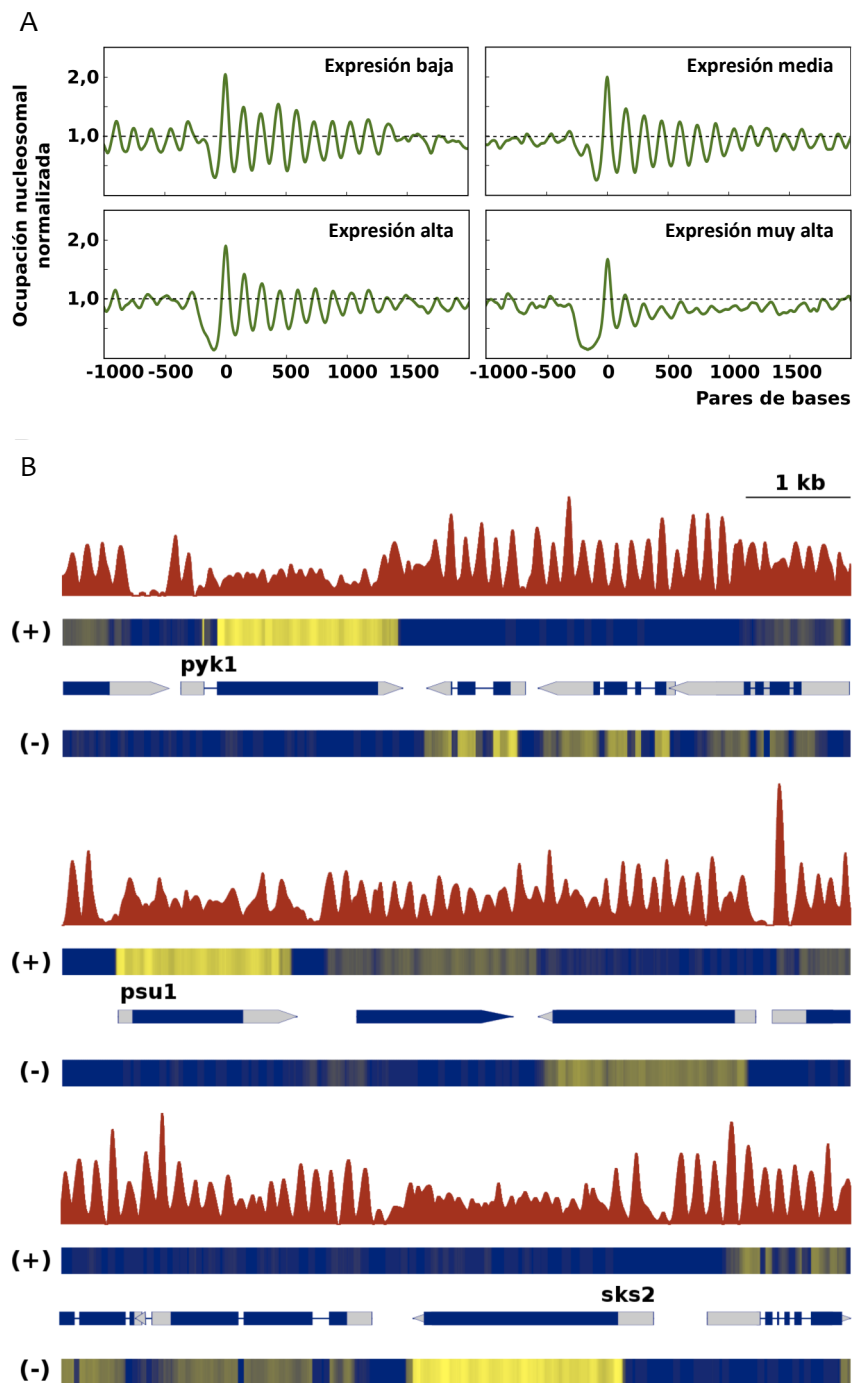 A
Ocupación nucleosomal
normalizada
Expresión baja
Expresión media
2,0
1,0
Expresión alta
Expresión muy alta
2,0
1,0
-1000 -500 0 500 1000 1500
-1000 -500 0 500 1000 1500
Pares de bases
B
1 kb
(+)
pyk1
(-)
(+)
psu1
(-)
(+)
sks2
(-)